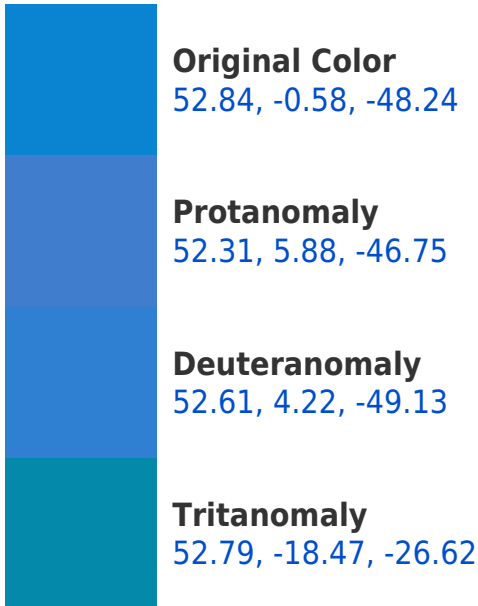 Original Color
52.84, -0.58, -48.24
Protanomaly
52.31, 5.88, -46.75
Deuteranomaly
52.61, 4.22, -49.13
Tritanomaly
52.79, -18.47, -26.62